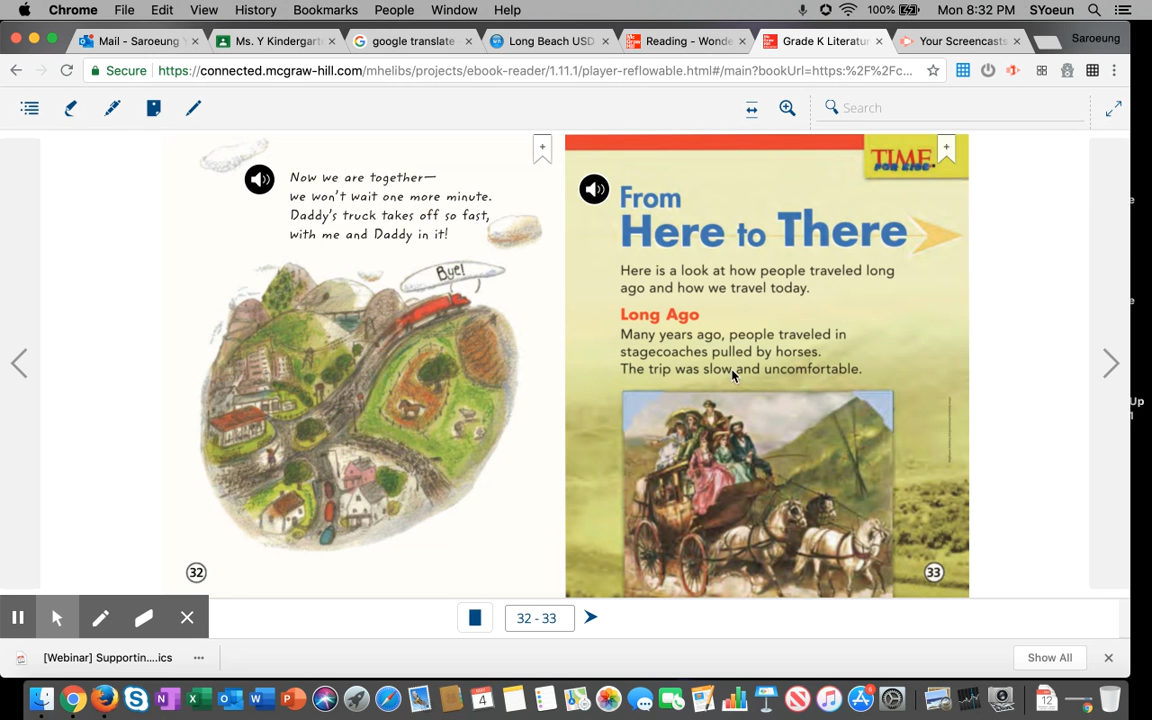 Chrome File Edit View History Bookmarks People Window Help 100% Mon 8:32 PM SYoeun
Mail - Saroeung Y Ms. Y Kindergart google translate Long Beach USD Reading - Wonde Grade K Literatur Your Screencasts Saroeung
Secure https://connected.mcgraw-hill.com/mhelibs/projects/ebook-reader/1.11.1/player-reflowable.html#/main?bookUrl=https:%2F%2Fc...
Search
Now we are together—
we won't wait one more minute.
Daddy's truck takes off so fast,
with me and Daddy in it!
Bye!
32
TIME
FOR KIDS
From
Here to There
Here is a look at how people traveled long
ago and how we travel today.
Long Ago
Many years ago, people traveled in
stagecoaches pulled by horses.
The trip was slow and uncomfortable.
33
32 - 33
[Webinar] Supportin....ics
Show All